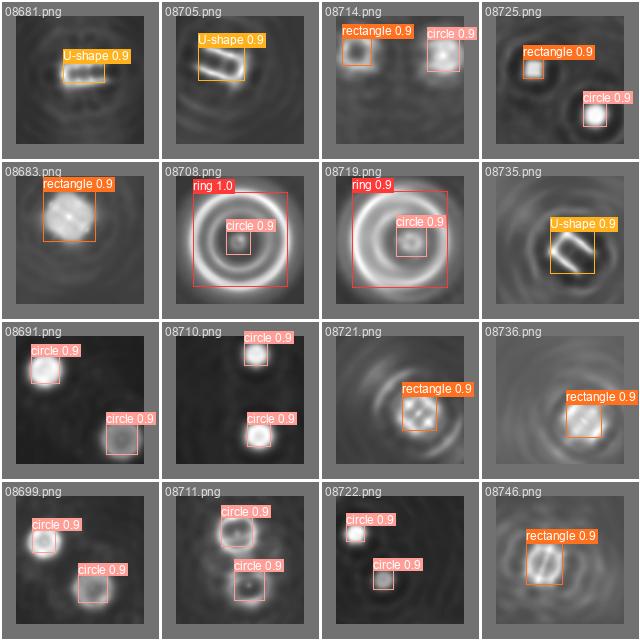 08681.png
U-shape 0.9
08705.png
U-shape 0.9
08714.png
rectangle 0.9
circle 0.9
08725.png
rectangle 0.9
circle 0.9
08683.png
rectangle 0.9
08708.png
ring 1.0
circle 0.9
08719.png
ring 0.9
circle 0.9
08735.png
U-shape 0.9
08691.png
circle 0.9
circle 0.9
08710.png
circle 0.9
circle 0.9
08721.png
rectangle 0.9
08736.png
rectangle 0.9
08699.png
circle 0.9
circle 0.9
08711.png
circle 0.9
circle 0.9
08722.png
circle 0.9
circle 0.9
08746.png
rectangle 0.9